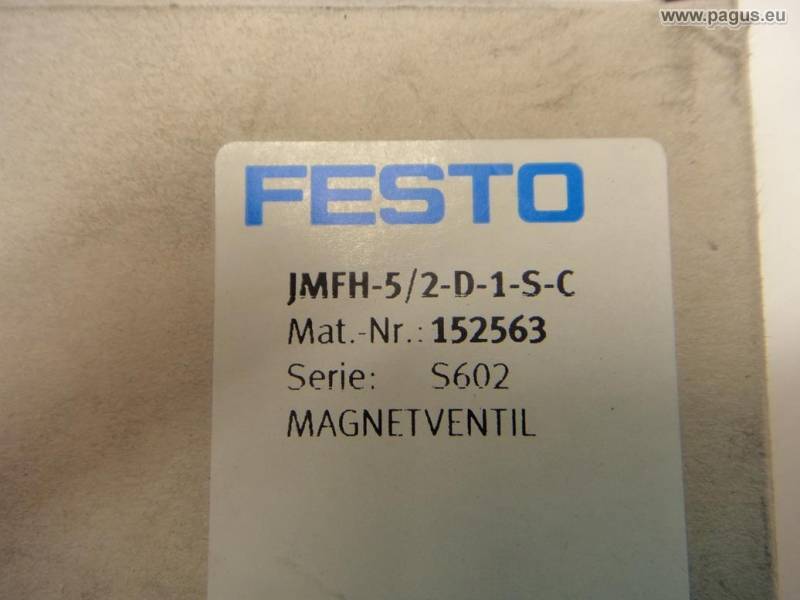 www.pagus.eu
FESTO
JMFH-5/2-D-1-S-C
Mat.-Nr.: 152563
Serie: S602
MAGNETVENTIL